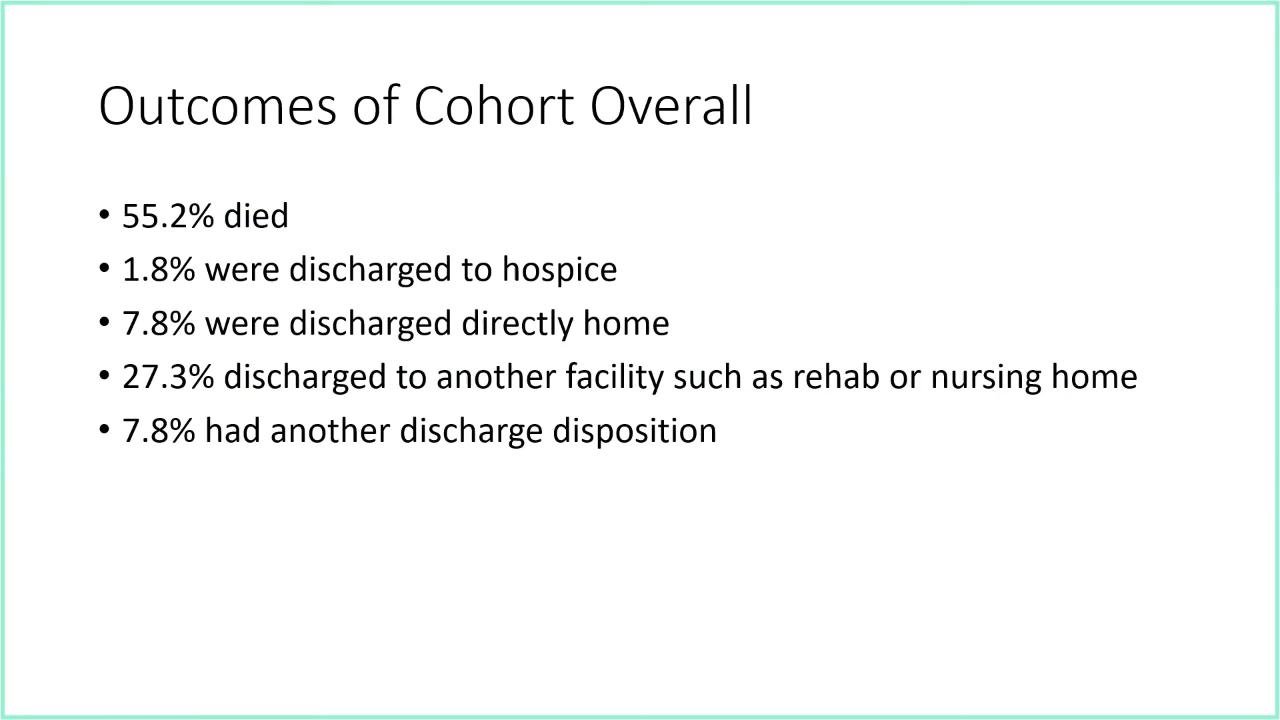 Outcomes of Cohort Overall
• 55.2% died
• 1.8% were discharged to hospice
• 7.8% were discharged directly home
• 27.3% discharged to another facility such as rehab or nursing home
• 7.8% had another discharge disposition